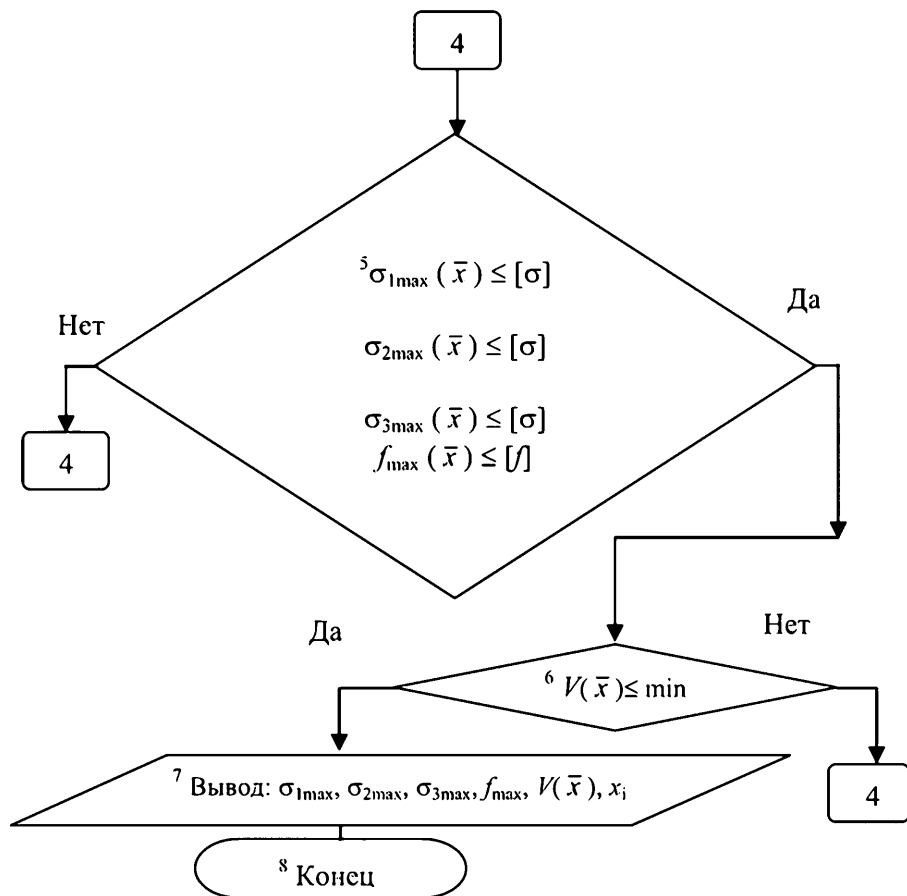 4
⁵σ₁ₘₐₓ (x̄) ≤ [σ]
Да
Нет
σ₂ₘₐₓ (x̄) ≤ [σ]
σ₃ₘₐₓ (x̄) ≤ [σ]
4
fₘₐₓ (x̄) ≤ [f]
Да
Нет
⁶ V(x̄) ≤ min
⁷ Вывод: σ₁ₘₐₓ, σ₂ₘₐₓ, σ₃ₘₐₓ, fₘₐₓ, V(x̄), xᵢ
4
⁸ Конец